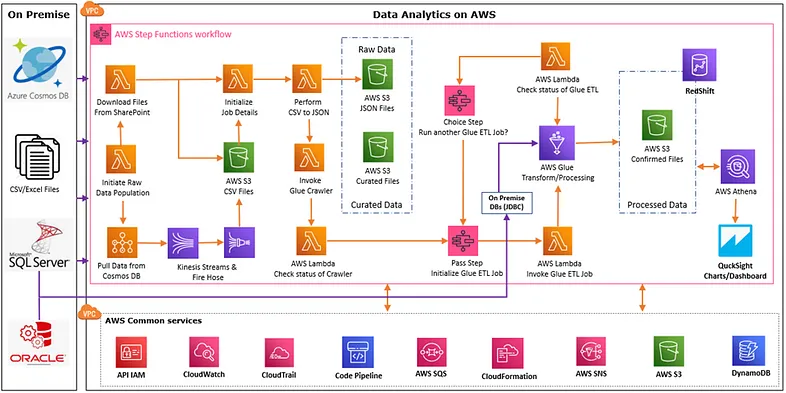 On Premise
VPC
Data Analytics on AWS
AWS Step Functions workflow
Azure Cosmos DB
CSV/Excel Files
Microsoft
SQL Server
ORACLE
Download Files
From SharePoint
Initialize
Job Details
Perform
CSV to JSON
Raw Data
AWS S3
JSON Files
AWS S3
Curated Files
Curated Data
Initiate Raw
Data Population
AWS S3
CSV Files
Invoke
Glue Crawler
Pull Data from
Cosmos DB
Kinesis Streams &
Fire Hose
AWS Lambda
Check status of Crawler
Choice Step
Run another Glue ETL Job?
AWS Lambda
Check status of Glue ETL
On Premise
DBs (JDBC)
AWS Glue
Transform/Processing
Pass Step
Initialize Glue ETL Job
AWS Lambda
Invoke Glue ETL Job
RedShift
AWS S3
Confirmed Files
Processed Data
AWS Athena
QuckSight
Charts/Dashboard
VPC
AWS Common services
API IAM
CloudWatch
CloudTrail
Code Pipeline
AWS SQS
CloudFormation
AWS SNS
AWS S3
DynamoDB